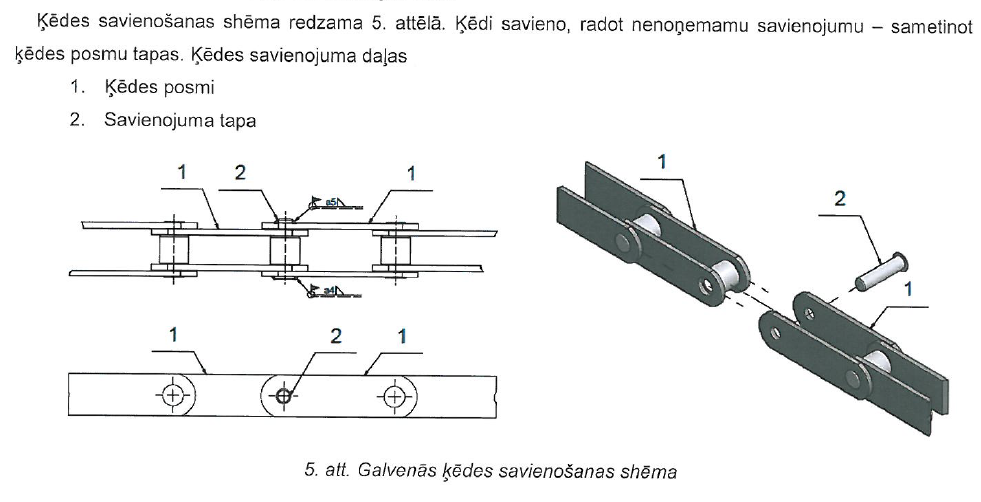 Ķēdes savienošanas shēma redzama 5. attēlā. Ķēdi savieno, radot nenoņemamu savienojumu – sametinot
ķēdes posmu tapas. Ķēdes savienojuma daļas
1. Ķēdes posmi
2. Savienojuma tapa
1 2 1
a5
a4
1 2 1
1
2
1
5. att. Galvenās ķēdes savienošanas shēma